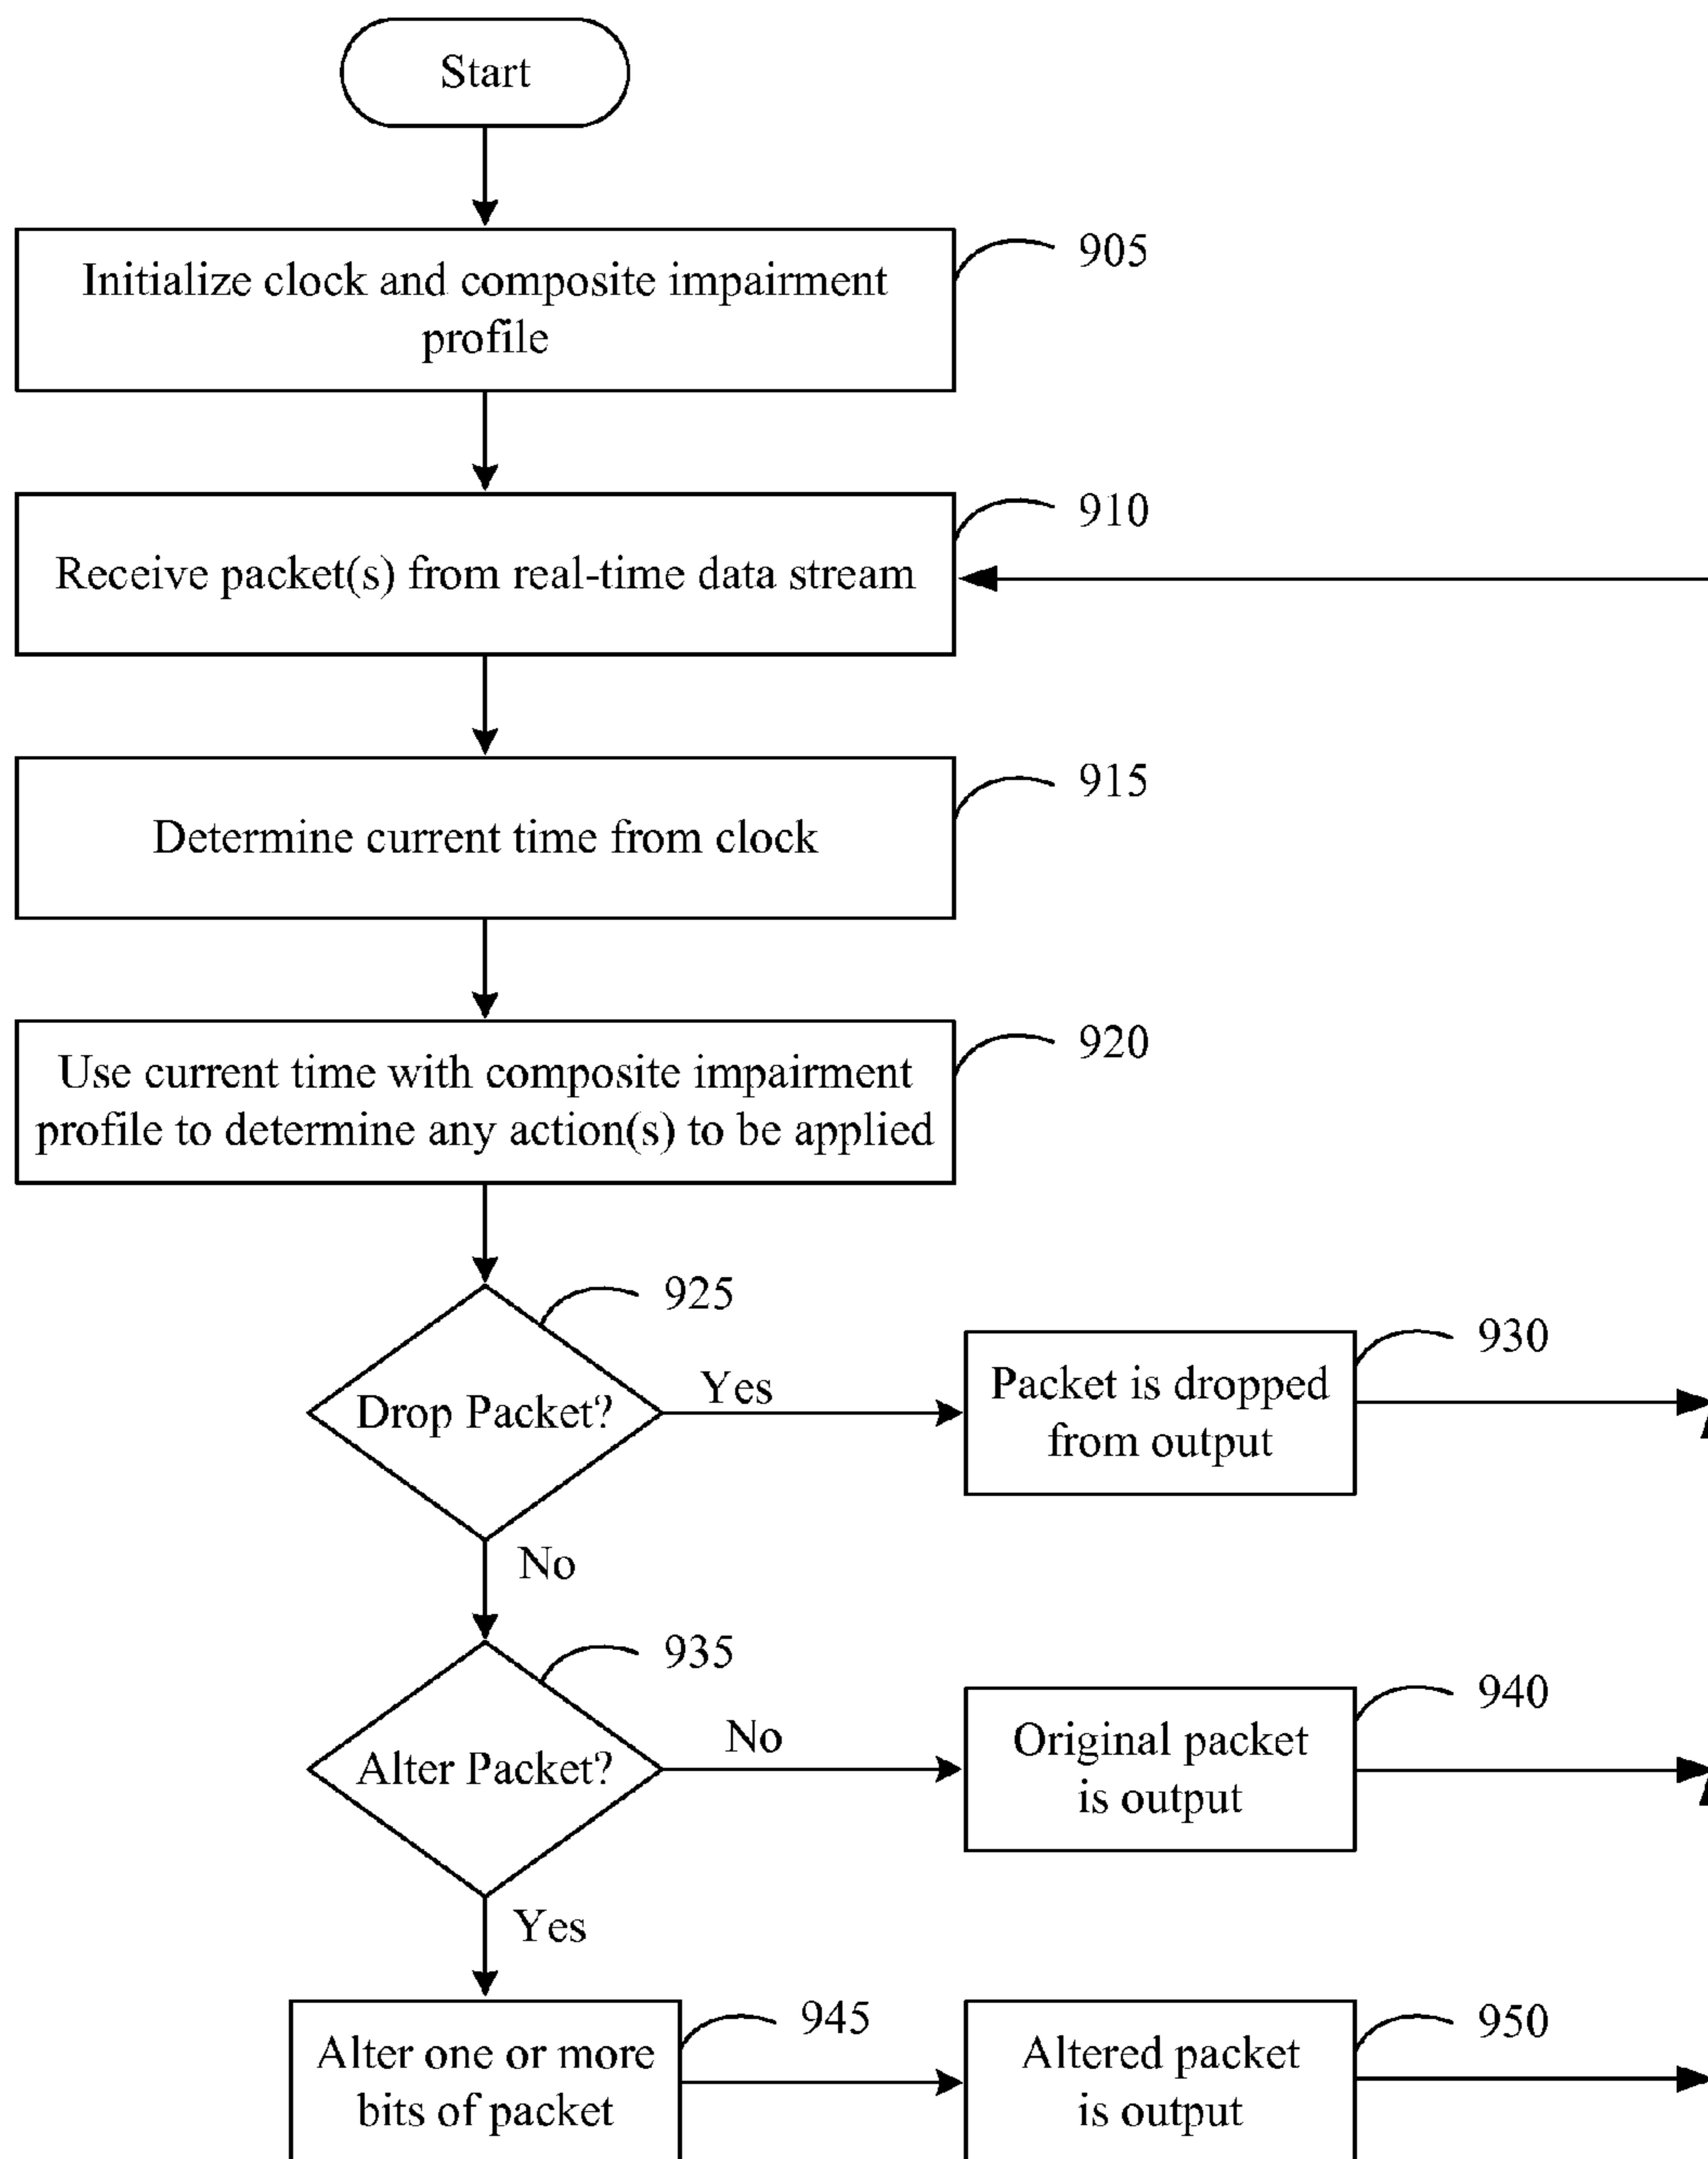 Start
Initialize clock and composite impairment
profile
905
Receive packet(s) from real-time data stream
910
Determine current time from clock
915
Use current time with composite impairment
profile to determine any action(s) to be applied
920
Drop Packet?
925
Yes
Packet is dropped
from output
930
No
Alter Packet?
935
No
Original packet
is output
940
Yes
Alter one or more
bits of packet
945
Altered packet
is output
950